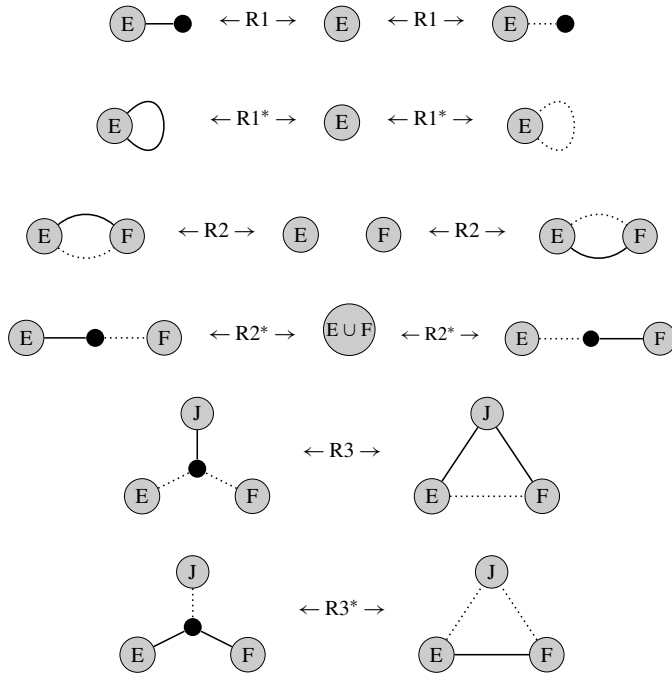 E ← R1 → E ← R1 → E
E ← R1* → E ← R1* → E
E F ← R2 → E F ← R2 → E F
E F ← R2* → E ∪ F ← R2* → E F
J J
← R3 →
E F E F
J J
← R3* →
E F E F